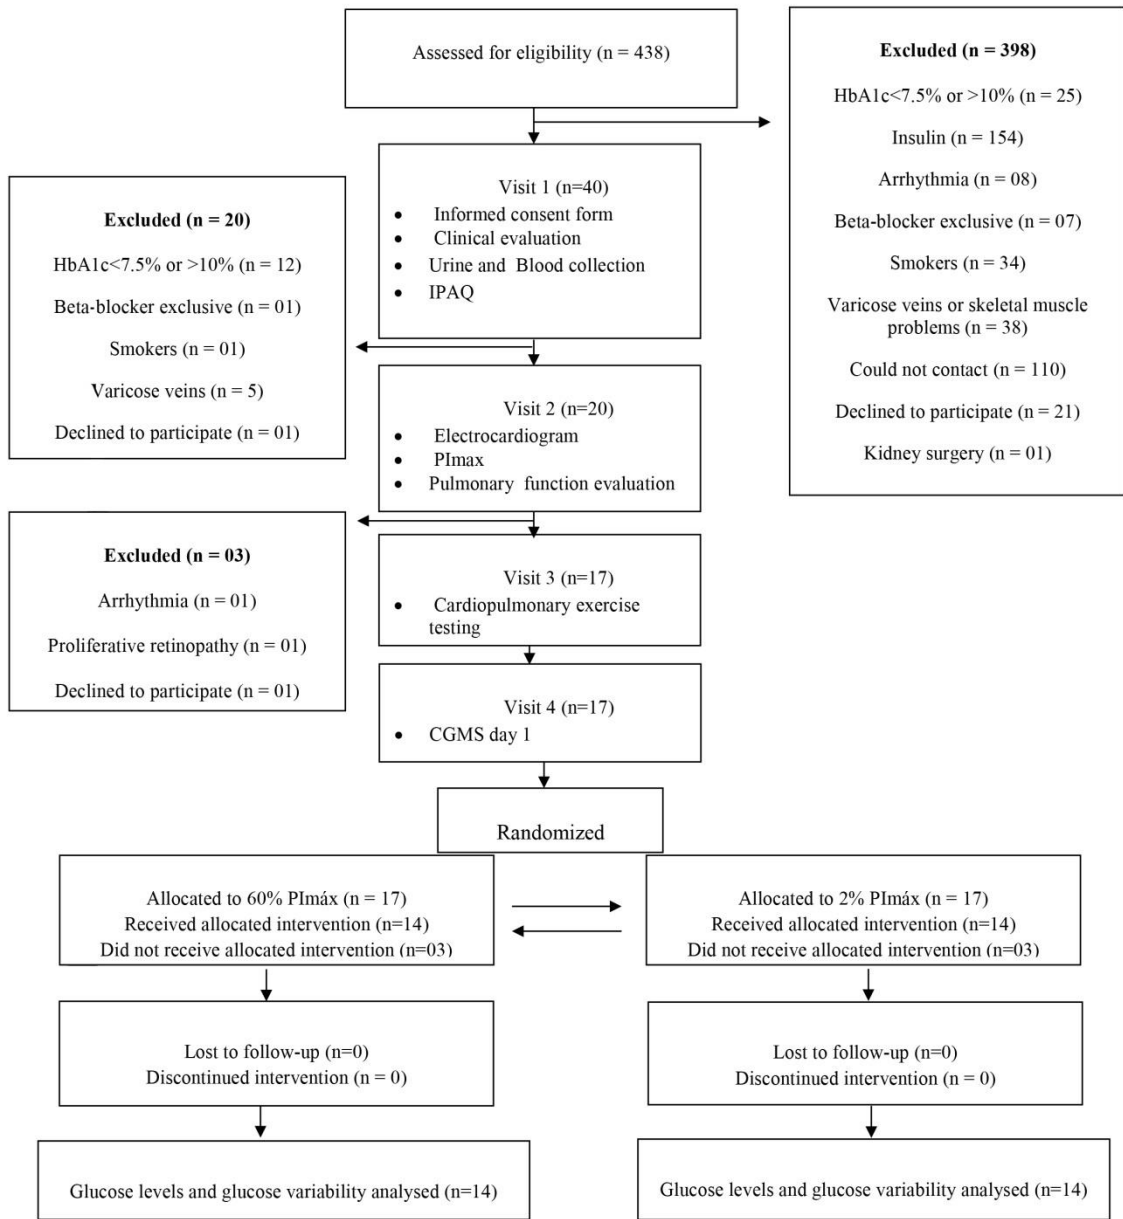 Assessed for eligibility (n = 438)
Excluded (n = 398)
HbA1c<7.5% or >10% (n = 25)
Insulin (n = 154)
Arrhythmia (n = 08)
Beta-blocker exclusive (n = 07)
Smokers (n = 34)
Varicose veins or skeletal muscle
problems (n = 38)
Could not contact (n = 110)
Declined to participate (n = 21)
Kidney surgery (n = 01)
Visit 1 (n=40)
• Informed consent form
• Clinical evaluation
• Urine and Blood collection
• IPAQ
Excluded (n = 20)
HbA1c<7.5% or >10% (n = 12)
Beta-blocker exclusive (n = 01)
Smokers (n = 01)
Varicose veins (n = 5)
Declined to participate (n = 01)
Visit 2 (n=20)
• Electrocardiogram
• PImax
• Pulmonary function evaluation
Excluded (n = 03)
Arrhythmia (n = 01)
Proliferative retinopathy (n = 01)
Declined to participate (n = 01)
Visit 3 (n=17)
• Cardiopulmonary exercise
testing
Visit 4 (n=17)
• CGMS day 1
Randomized
Allocated to 60% PImáx (n = 17)
Received allocated intervention (n=14)
Did not receive allocated intervention (n=03)
Allocated to 2% PImáx (n = 17)
Received allocated intervention (n=14)
Did not receive allocated intervention (n=03)
Lost to follow-up (n=0)
Discontinued intervention (n = 0)
Lost to follow-up (n=0)
Discontinued intervention (n = 0)
Glucose levels and glucose variability analysed (n=14)
Glucose levels and glucose variability analysed (n=14)